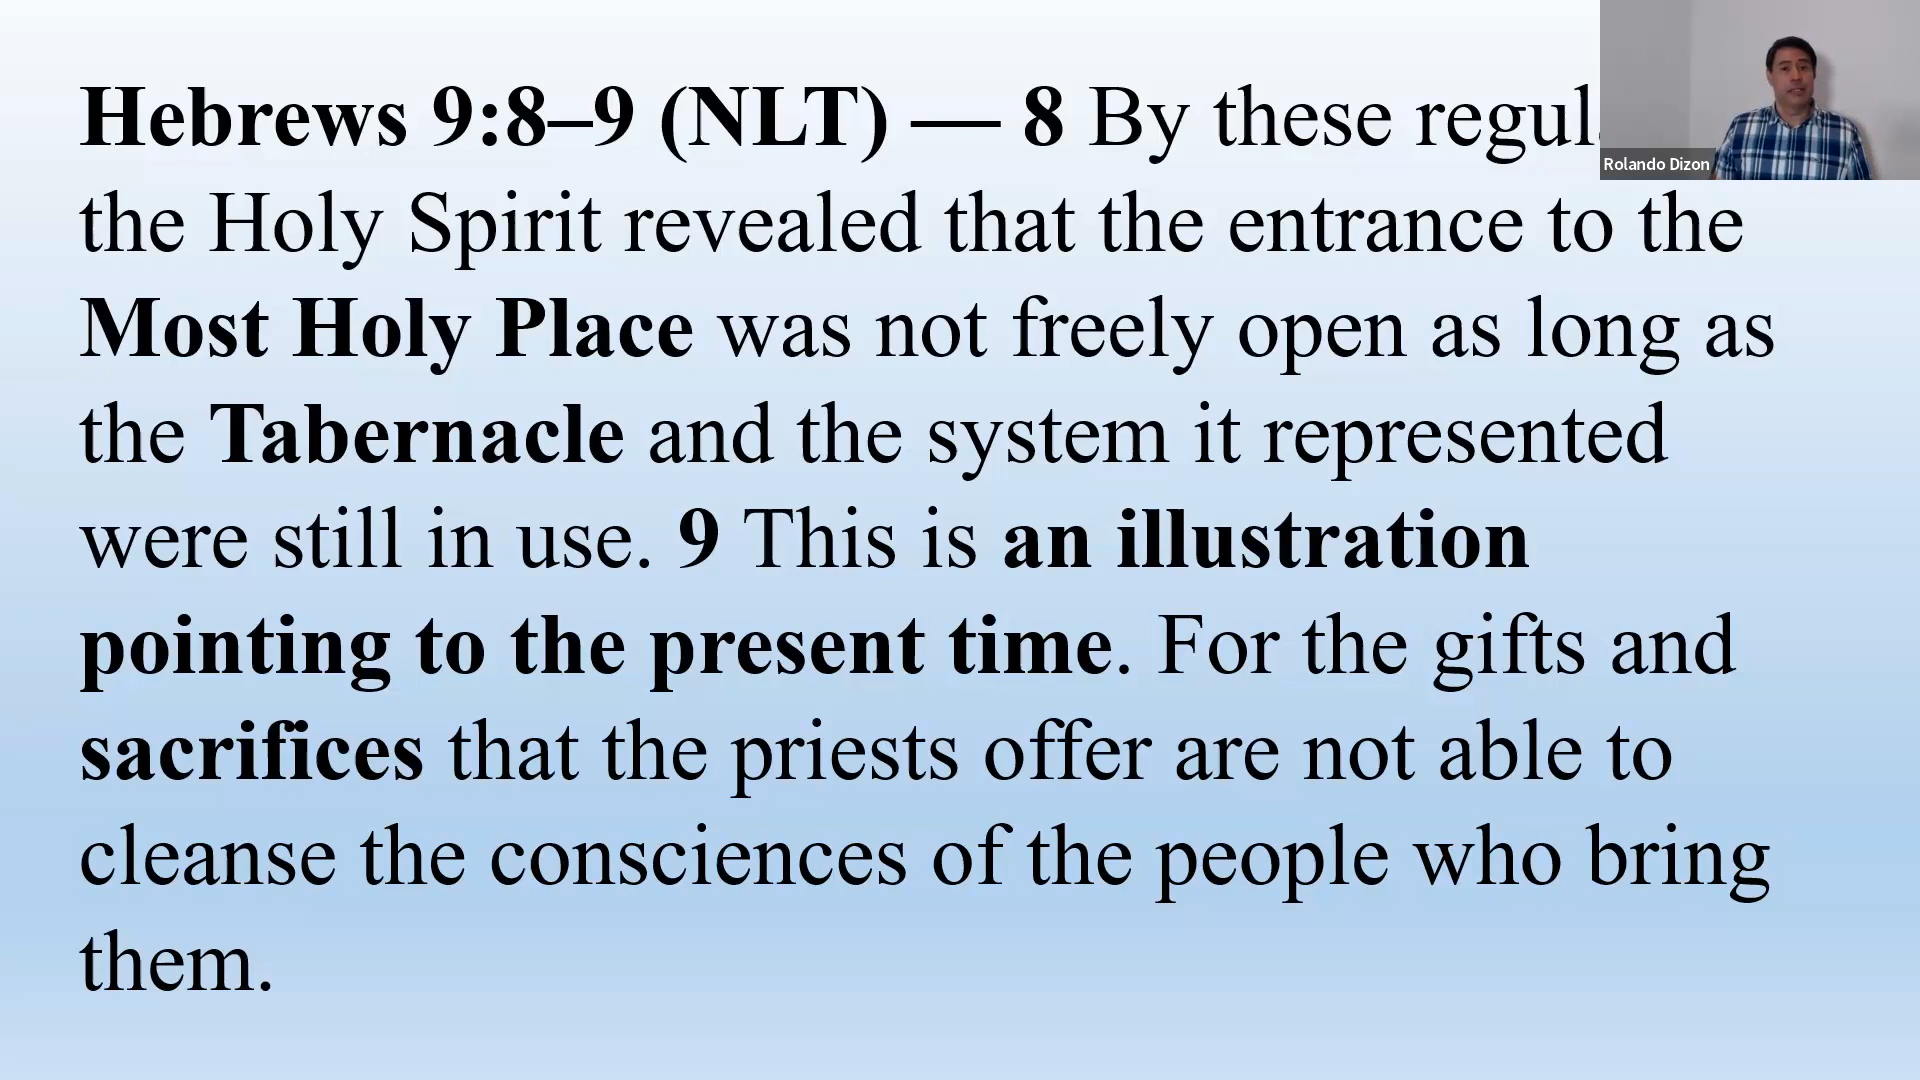 Hebrews 9:8–9 (NLT) — 8 By these
the Holy Spirit revealed that the entrance to the
Most Holy Place was not freely open as long as
the Tabernacle and the system it represented
were still in use. 9 This is an illustration
pointing to the present time. For the gifts and
sacrifices that the priests offer are not able to
cleanse the consciences of the people who bring
them.
Rolando Dizon